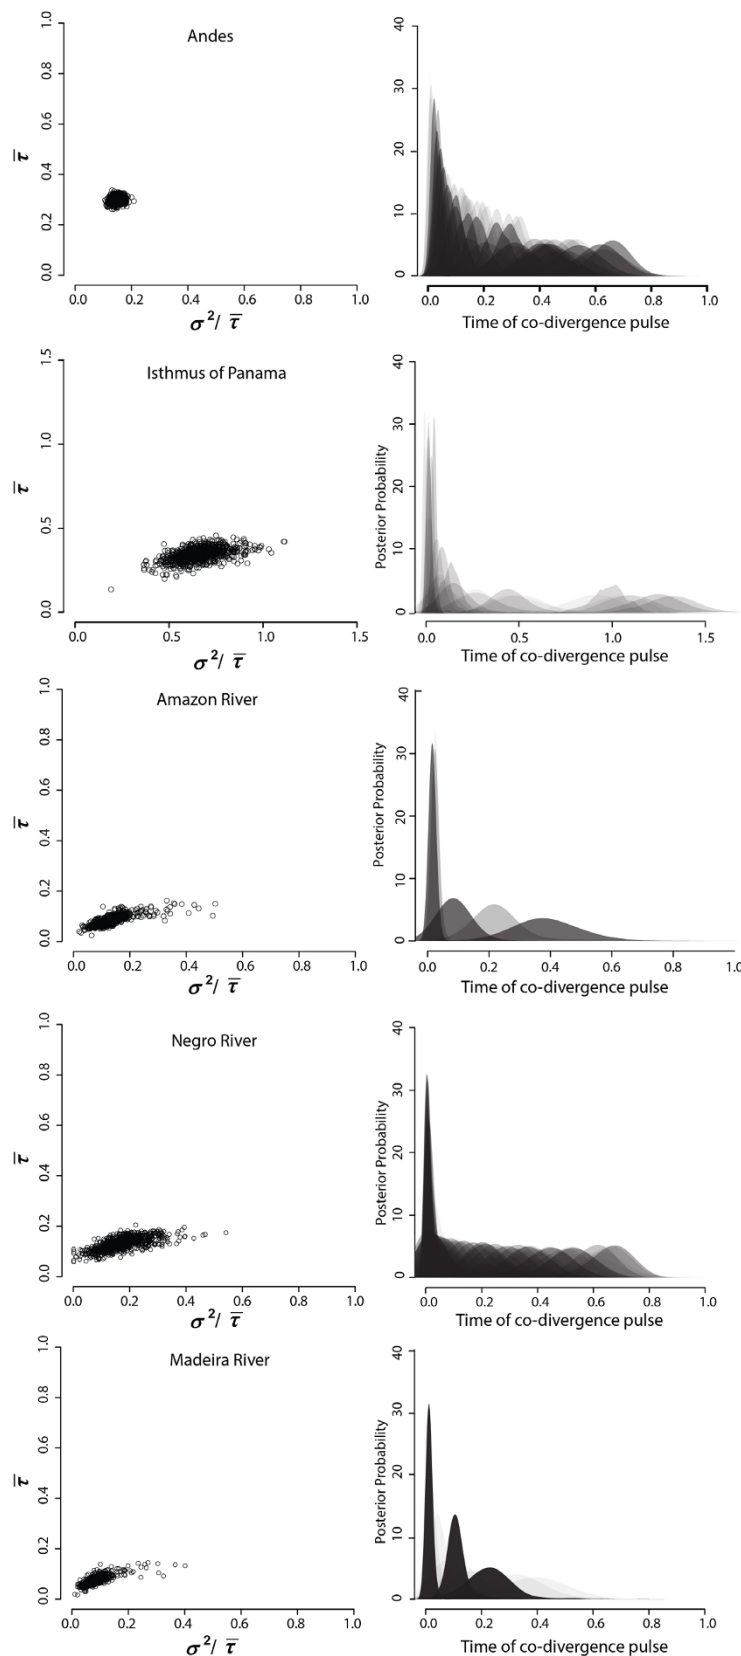 Andes
τ̅
0.0 0.2 0.4 0.6 0.8 1.0
0.0 0.2 0.4 0.6 0.8 1.0
σ²/ τ̅
0 10 20 30 40
0.0 0.2 0.4 0.6 0.8 1.0
Time of co-divergence pulse
Isthmus of Panama
τ̅
0.0 0.5 1.0 1.5
0.0 0.5 1.0 1.5
σ²/ τ̅
Posterior Probability
0 10 20 30 40
0.0 0.5 1.0 1.5
Time of co-divergence pulse
Amazon River
τ̅
0.0 0.2 0.4 0.6 0.8 1.0
0.0 0.2 0.4 0.6 0.8 1.0
σ²/ τ̅
Posterior Probability
0 10 20 30 40
0.0 0.2 0.4 0.6 0.8 1.0
Time of co-divergence pulse
Negro River
τ̅
0.0 0.2 0.4 0.6 0.8 1.0
0.0 0.2 0.4 0.6 0.8 1.0
σ²/ τ̅
Posterior Probability
0 10 20 30 40
0.0 0.2 0.4 0.6 0.8 1.0
Time of co-divergence pulse
Madeira River
τ̅
0.0 0.2 0.4 0.6 0.8 1.0
0.0 0.2 0.4 0.6 0.8 1.0
σ²/ τ̅
Posterior Probability
0 10 20 30 40
0.0 0.2 0.4 0.6 0.8 1.0
Time of co-divergence pulse